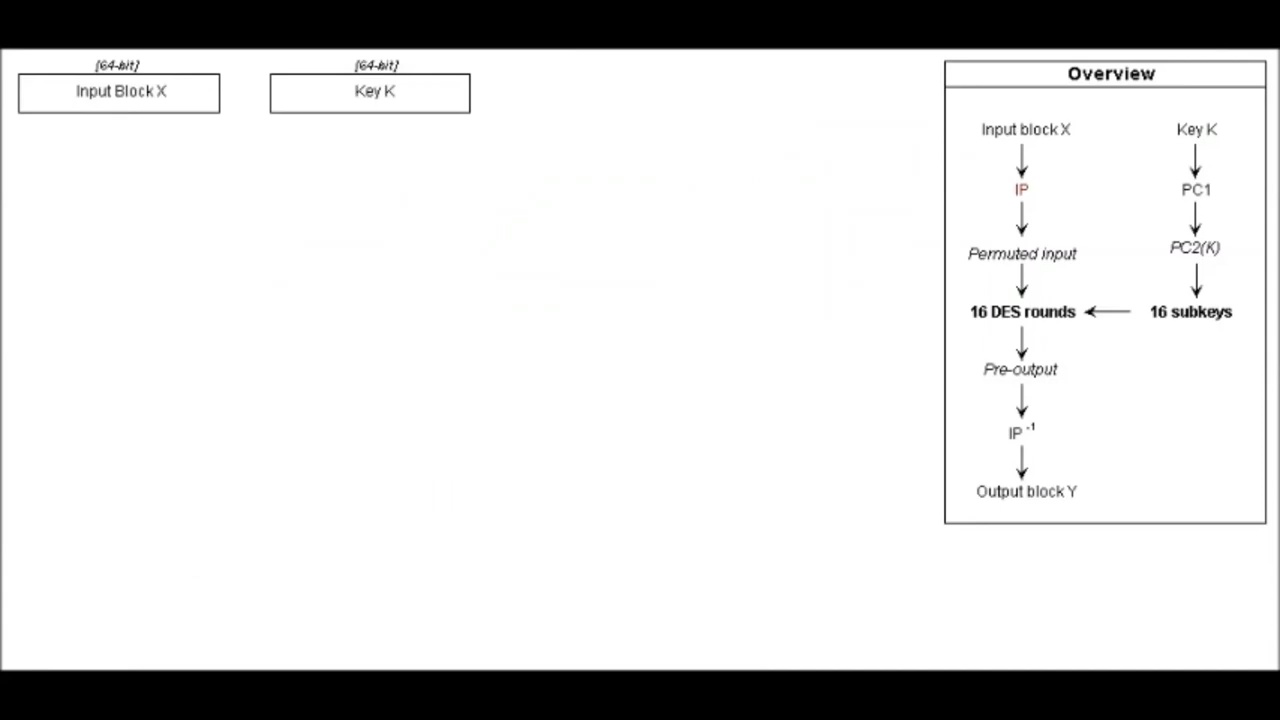 [64-bit] [64-bit]
Input Block X Key K
Overview
Input block X Key K
IP PC1
Permuted input PC2(K)
16 DES rounds 16 subkeys
Pre-output
IP -1
Output block Y